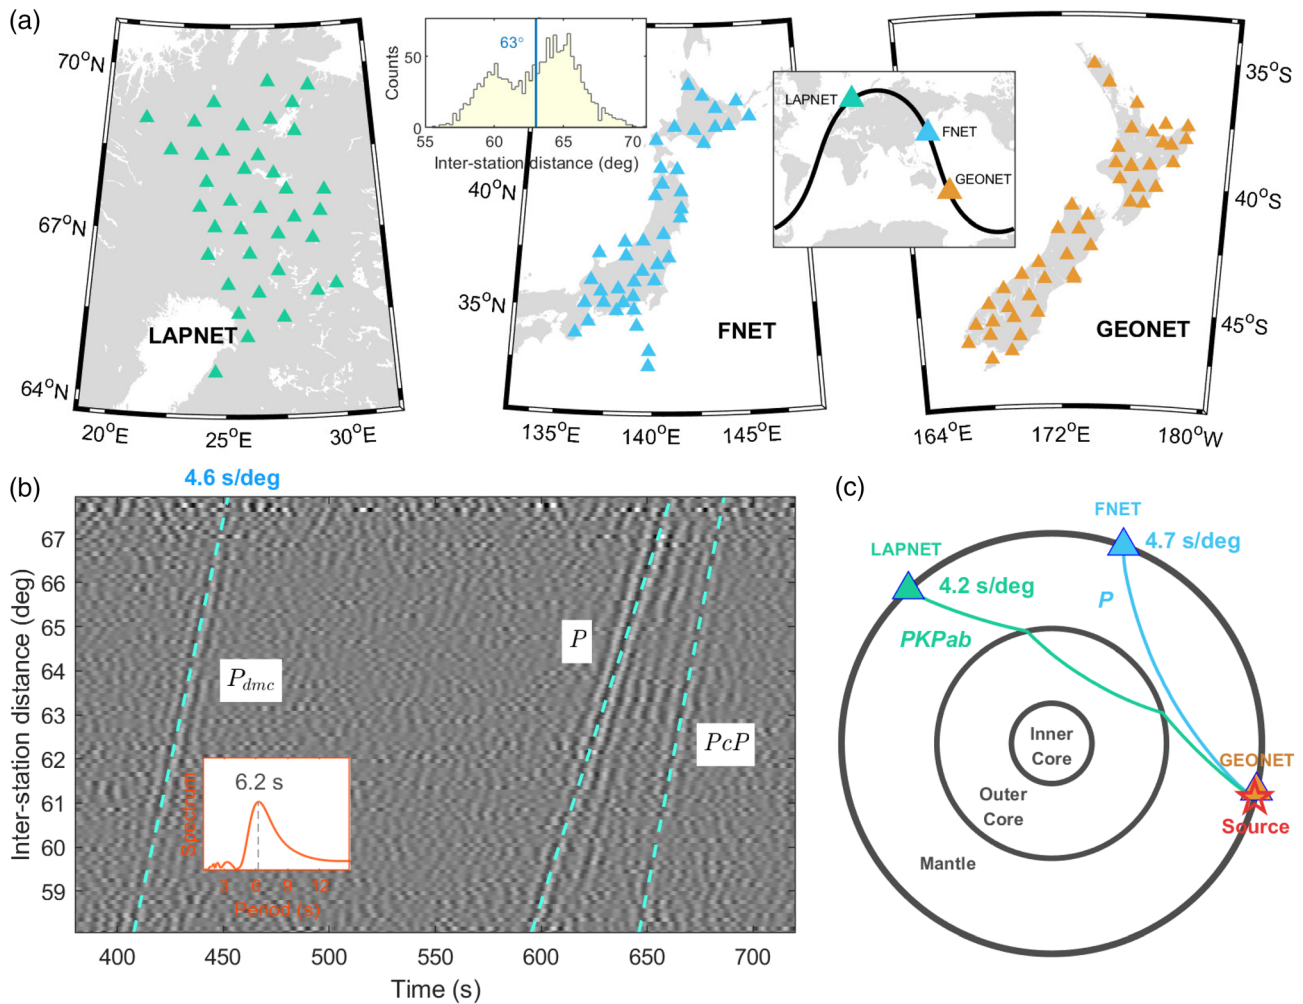 (a)
70°N
67°N
64°N
20°E
25°E
30°E
LAPNET
Counts
50
0
63°
55
60
65
70
Inter-station distance (deg)
40°N
35°N
135°E
140°E
145°E
FNET
LAPNET
FNET
GEONET
35°S
40°S
45°S
164°E
172°E
180°W
GEONET
(b)
4.6 s/deg
Inter-station distance (deg)
67
66
65
64
63
62
61
60
59
Pdmc
P
PcP
6.2 s
Spectrum
3
6
9
12
Period (s)
400
450
500
550
600
650
700
Time (s)
(c)
FNET
4.7 s/deg
LAPNET
4.2 s/deg
P
PKPab
Inner
Core
GEONET
Outer
Core
Source
Mantle